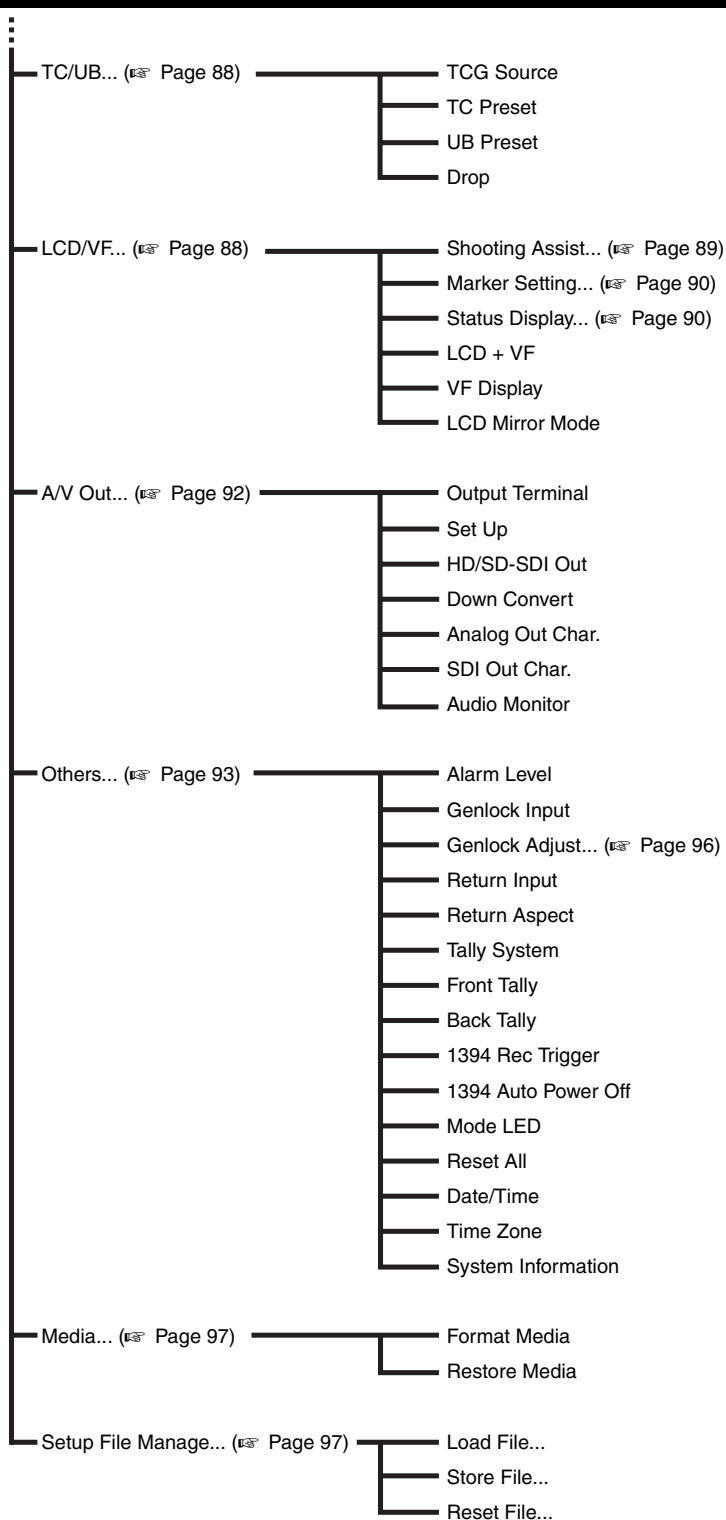 TC/UB... (☞ Page 88) TCG Source
TC Preset
UB Preset
Drop
LCD/VF... (☞ Page 88) Shooting Assist... (☞ Page 89)
Marker Setting... (☞ Page 90)
Status Display... (☞ Page 90)
LCD + VF
VF Display
LCD Mirror Mode
A/V Out... (☞ Page 92) Output Terminal
Set Up
HD/SD-SDI Out
Down Convert
Analog Out Char.
SDI Out Char.
Audio Monitor
Others... (☞ Page 93) Alarm Level
Genlock Input
Genlock Adjust... (☞ Page 96)
Return Input
Return Aspect
Tally System
Front Tally
Back Tally
1394 Rec Trigger
1394 Auto Power Off
Mode LED
Reset All
Date/Time
Time Zone
System Information
Media... (☞ Page 97) Format Media
Restore Media
Setup File Manage... (☞ Page 97) Load File...
Store File...
Reset File...